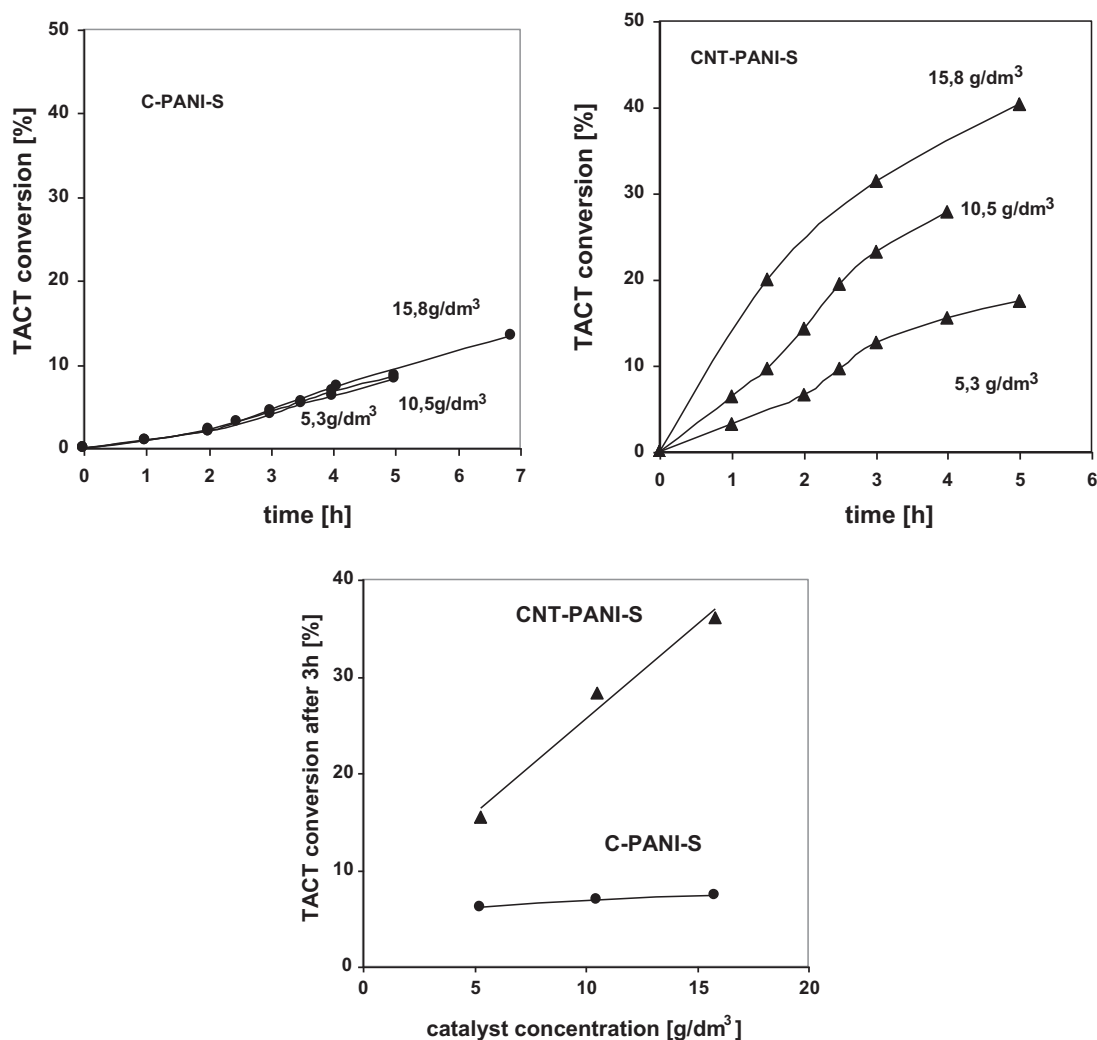 50
40
30
20
10
0
TACT conversion [%]
C-PANI-S
15,8g/dm3
5,3g/dm3
10,5g/dm3
0 1 2 3 4 5 6 7
time [h]
50
40
30
20
10
0
TACT conversion [%]
CNT-PANI-S
15,8 g/dm3
10,5 g/dm3
5,3 g/dm3
0 1 2 3 4 5 6
time [h]
40
30
20
10
0
TACT conversion after 3h [%]
CNT-PANI-S
C-PANI-S
0 5 10 15 20
catalyst concentration [g/dm3]